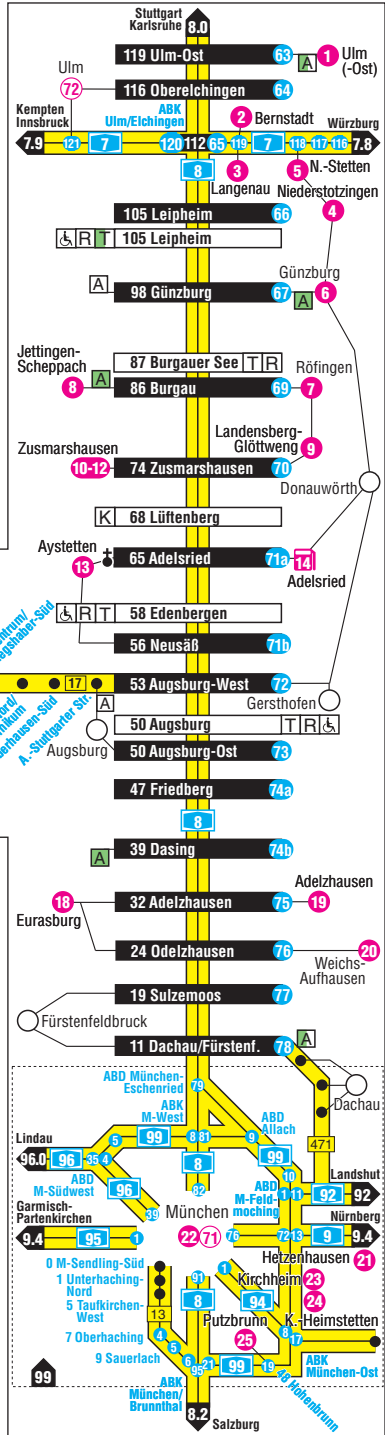 Stuttgart
Karlsruhe
8.0
119 Ulm-Ost 63 A 1 Ulm
(-Ost)
Ulm
72
116 Oberelchingen 64
Kempten
Innsbruck
ABK
Ulm/Elchingen
2 Bernstadt
Würzburg
7.9 121 7 120 112 65 119 7 118 117 116 7.8
8
3
Langenau
5
N.-Stetten
Niederstotzingen
4
105 Leipheim 66
R T 105 Leipheim
Günzburg
A 98 Günzburg 67 A 6
87 Burgauer See T R
Jettingen-
Scheppach
8 A 86 Burgau 69
Röfingen
7
Landensberg-
Glöttweng
9
Zusmarshausen
10-12 74 Zusmarshausen 70
Donauwörth
K 68 Lüftenberg
Aystetten
13
65 Adelsried 71a 14
Adelsried
R T 58 Edenbergen
56 Neusäß 71b
17 53 Augsburg-West 72
A.-Stuttgarter Str.
A
Gersthofen
50 Augsburg T R
Augsburg
50 Augsburg-Ost 73
47 Friedberg 74a
8
39 Dasing 74b
A
18
Eurasburg
32 Adelzhausen 75
Adelzhausen
19
24 Odelzhausen 76 20
Weichs-
Aufhausen
19 Sulzemoos 77
Fürstenfeldbruck
11 Dachau/Fürstenf. 78 A
Dachau
471
ABD München-
Eschenried
79
ABK
M-West
ABD
Allach
5 99 8 81 9 99
Lindau
96.0 96 35 4
ABD
M-Südwest
96
39
8
82
10
ABD
M-Feld-
moching
1 11 92 92
Landshut
Garmisch-
Partenkirchen
9.4 95 1
München
22 71
76 72 13 9 9.4
Nürnberg
Hetzenhausen 21
0 M-Sendling-Süd
1 Unterhaching-
Nord
5 Taufkirchen-
West
13
7 Oberhaching 4
5
9 Sauerlach 6
91
8
1
94
Kirchheim 23
24
K.-Heimstetten
8 17
Putzbrunn
25
95 21 99 19
48 Hohenbrunn
ABK
München-Ost
ABK
München/
Brunnthal
99
8.2
Salzburg